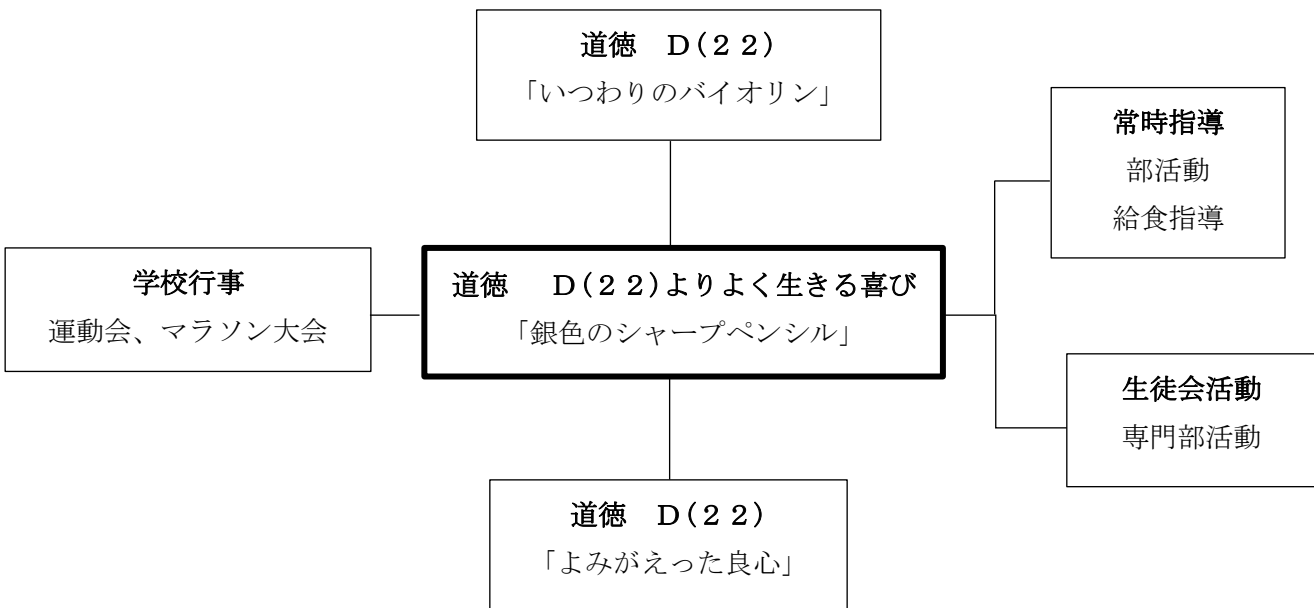 道徳　D(22)
「いつわりのバイオリン」
常時指導
部活動
給食指導
学校行事
運動会、マラソン大会
道徳　D(22)よりよく生きる喜び
「銀色のシャープペンシル」
生徒会活動
専門部活動
道徳　D(22)
「よみがえった良心」